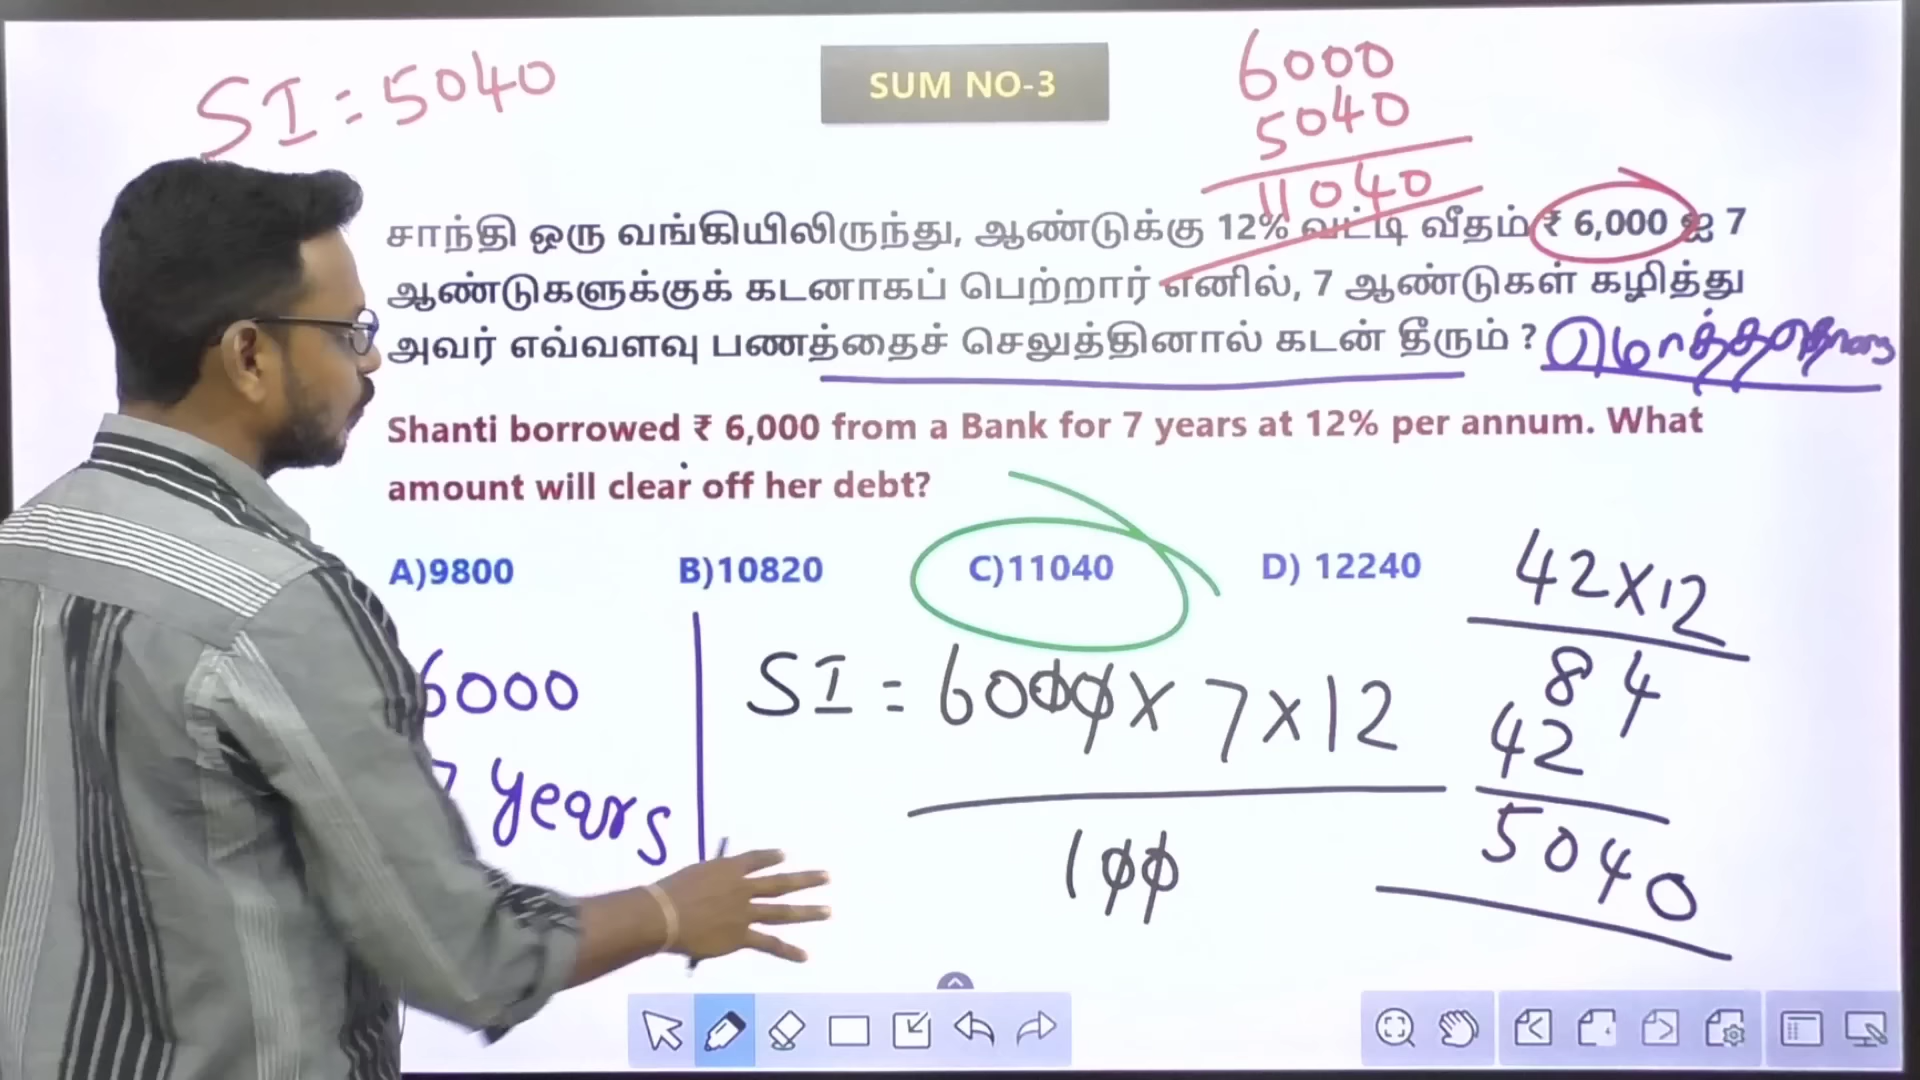 SI = 5040
SUM NO-3
6000
5040
11040
சாந்தி ஒரு வங்கியிலிருந்து, ஆண்டுக்கு 12% வட்டி வீதம் ₹ 6,000 ஐ 7
ஆண்டுகளுக்குக் கடனாகப் பெற்றார் எனில், 7 ஆண்டுகள் கழித்து
அவர் எவ்வளவு பணத்தைச் செலுத்தினால் கடன் தீரும் ?
Shanti borrowed ₹ 6,000 from a Bank for 7 years at 12% per annum. What
amount will clear off her debt?
A)9800 B)10820 C)11040 D) 12240
6000
7 years
SI = 6000 x 7 x 12
100
42 x 12
84
42
5040